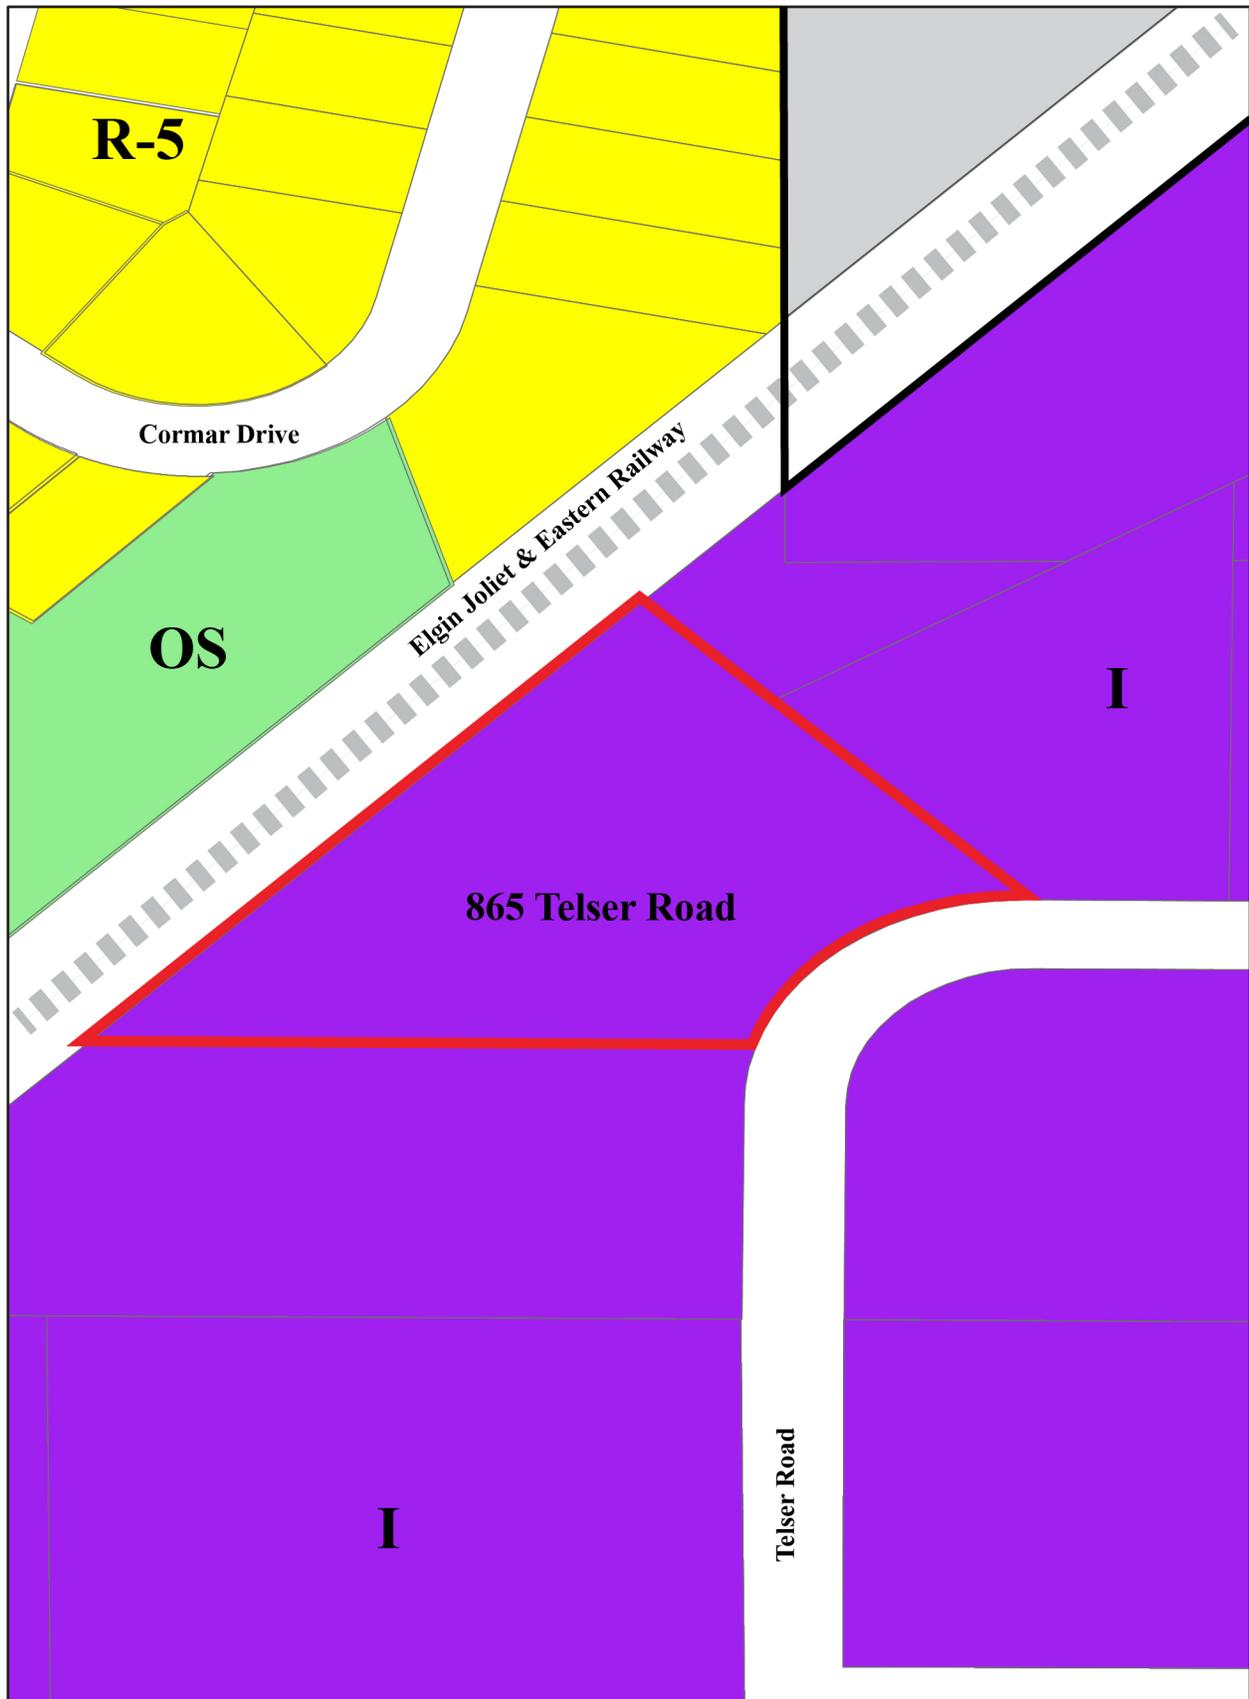 R-5
Cormar Drive
Elgin Joliet & Eastern Railway
OS
I
865 Telser Road
Telser Road
I